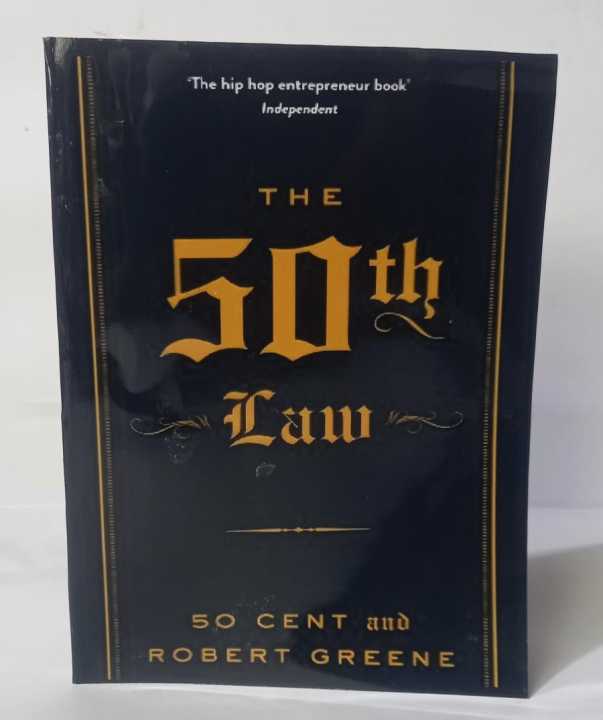 'The hip hop entrepreneur book'
Independent
THE
50th
Law
50 CENT and
ROBERT GREENE